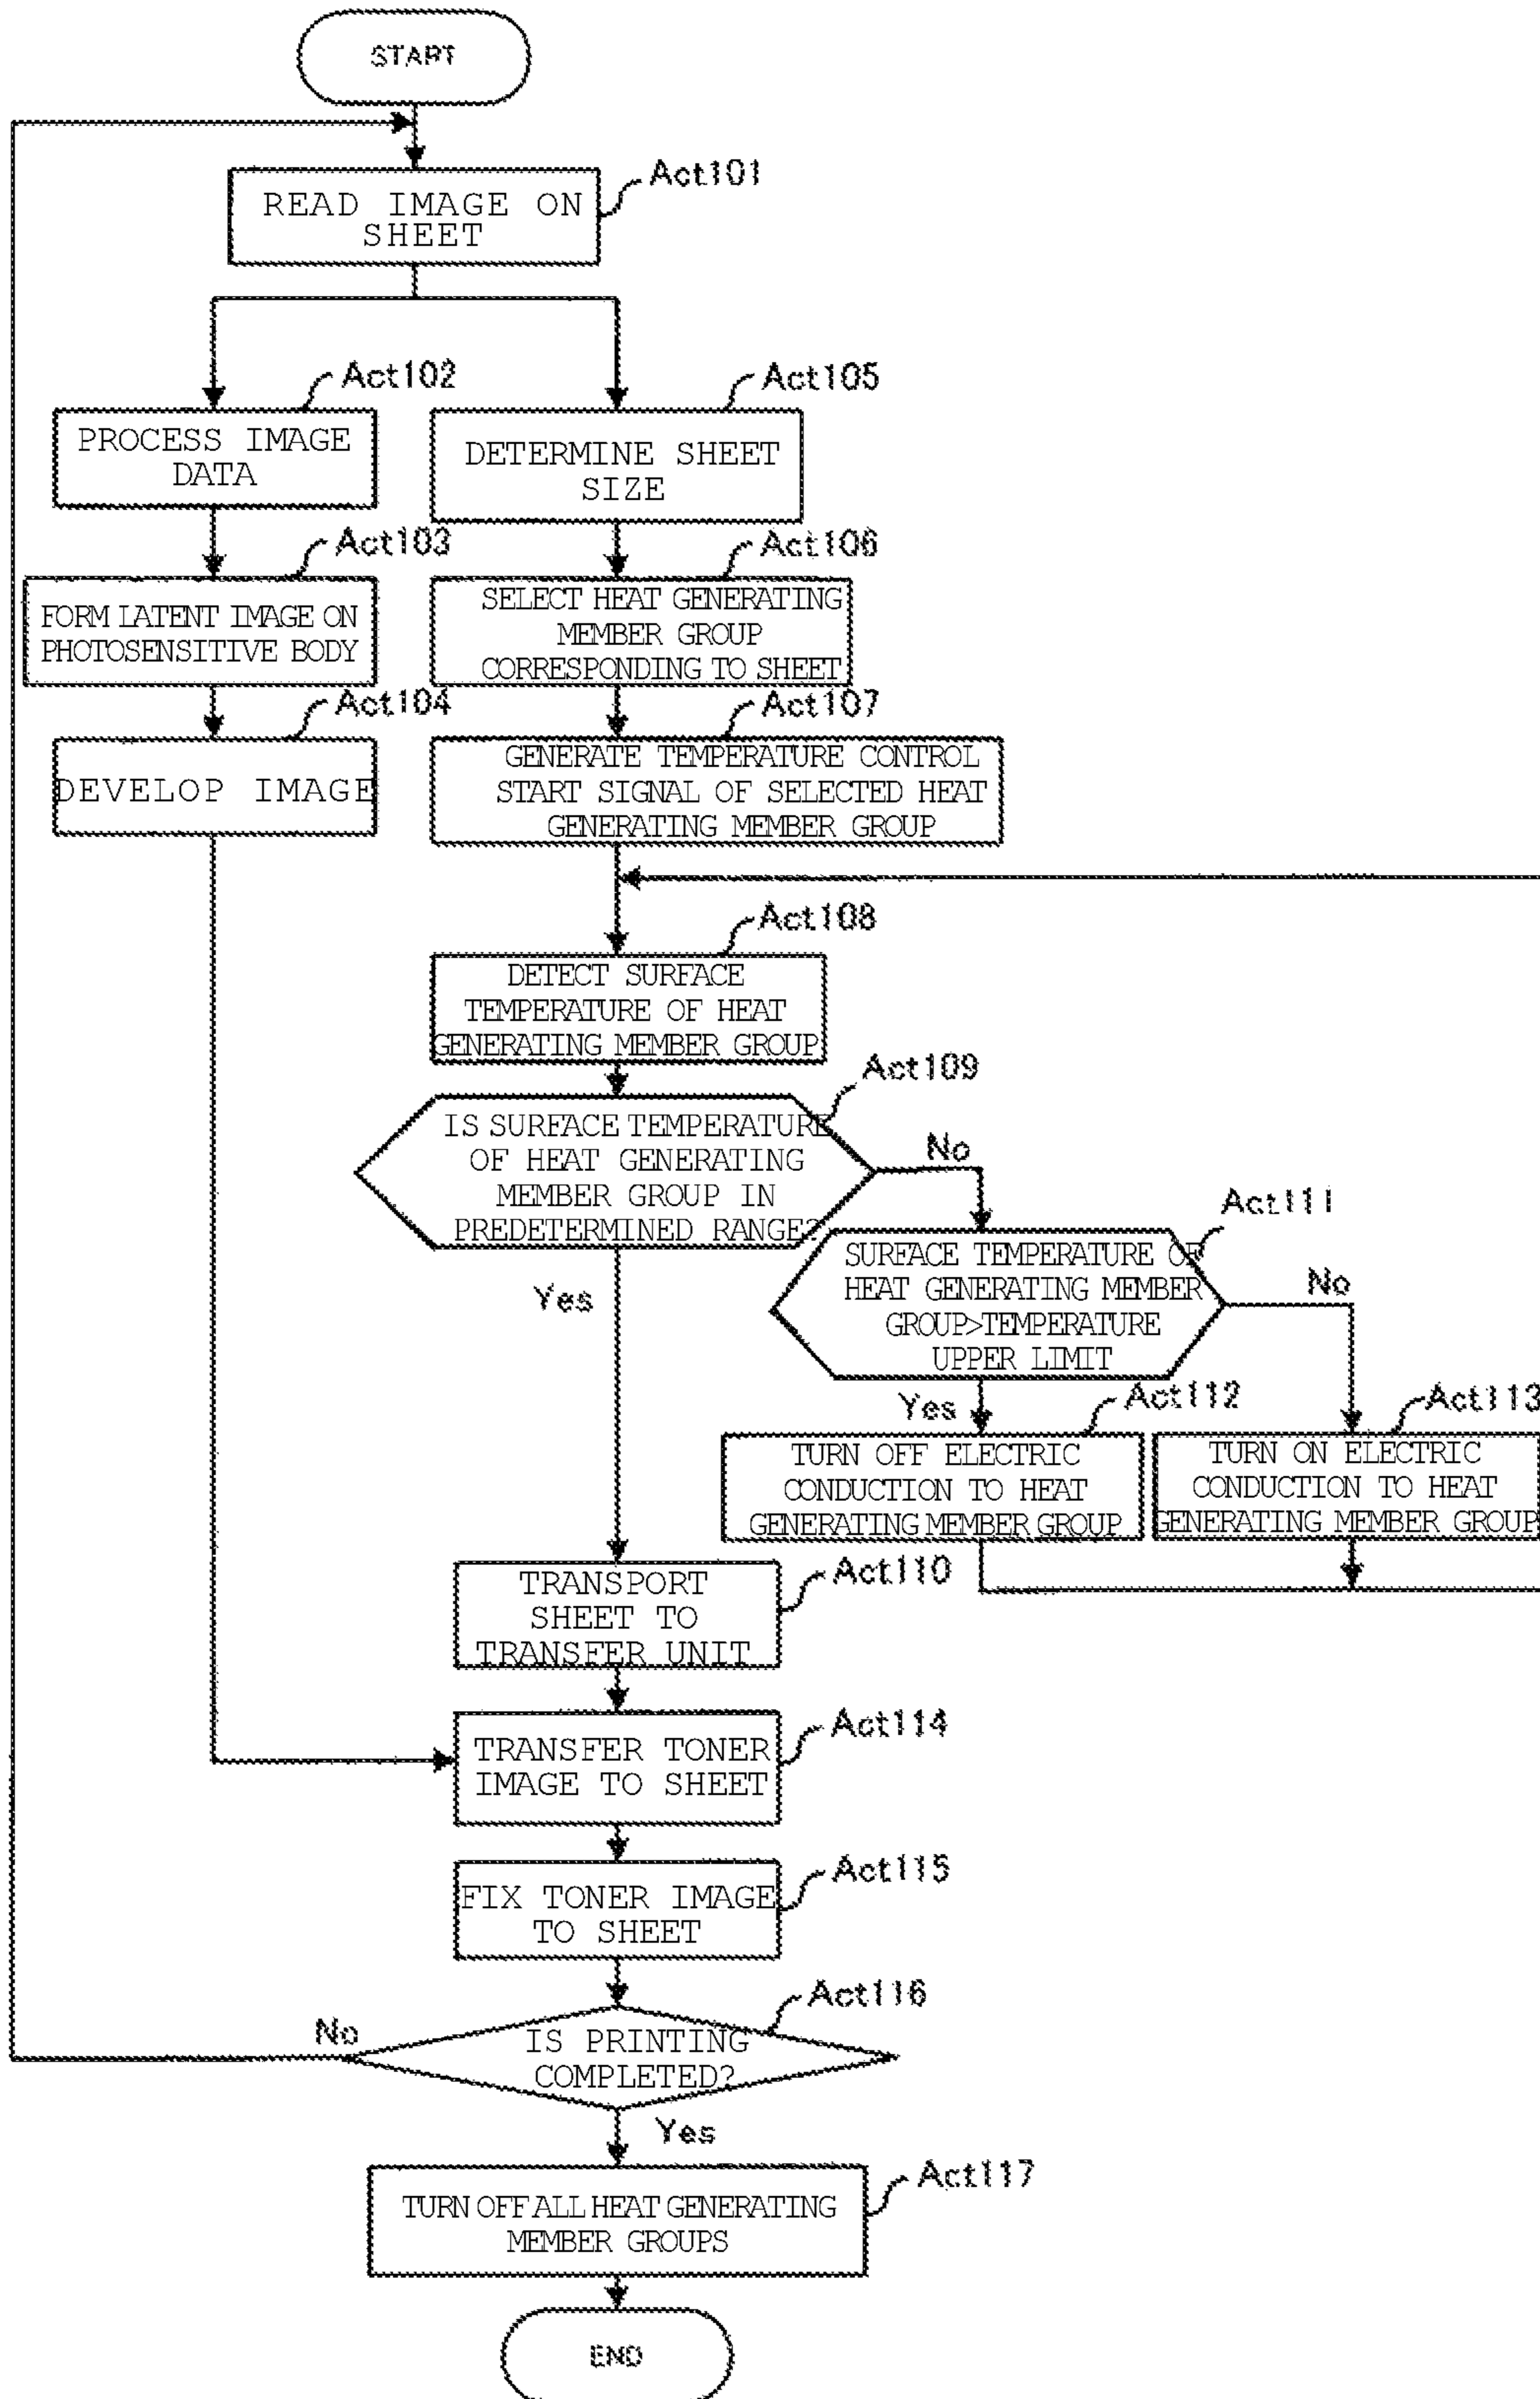 START
Act101
READ IMAGE ON
SHEET
Act102
PROCESS IMAGE
DATA
Act105
DETERMINE SHEET
SIZE
Act103
FORM LATENT IMAGE ON
PHOTOSENSITIVE BODY
Act106
SELECT HEAT GENERATING
MEMBER GROUP
CORRESPONDING TO SHEET
Act104
DEVELOP IMAGE
Act107
GENERATE TEMPERATURE CONTROL
START SIGNAL OF SELECTED HEAT
GENERATING MEMBER GROUP
Act108
DETECT SURFACE
TEMPERATURE OF HEAT
GENERATING MEMBER GROUP
Act109
IS SURFACE TEMPERATURE
OF HEAT GENERATING
MEMBER GROUP IN
PREDETERMINED RANGE?
No
Yes
Act111
SURFACE TEMPERATURE OF
HEAT GENERATING MEMBER
GROUP>TEMPERATURE
UPPER LIMIT
No
Yes
Act112
TURN OFF ELECTRIC
CONDUCTION TO HEAT
GENERATING MEMBER GROUP
Act113
TURN ON ELECTRIC
CONDUCTION TO HEAT
GENERATING MEMBER GROUP
Act110
TRANSPORT
SHEET TO
TRANSFER UNIT
Act114
TRANSFER TONER
IMAGE TO SHEET
Act115
FIX TONER IMAGE
TO SHEET
Act116
IS PRINTING
COMPLETED?
No
Yes
Act117
TURN OFF ALL HEAT GENERATING
MEMBER GROUPS
END